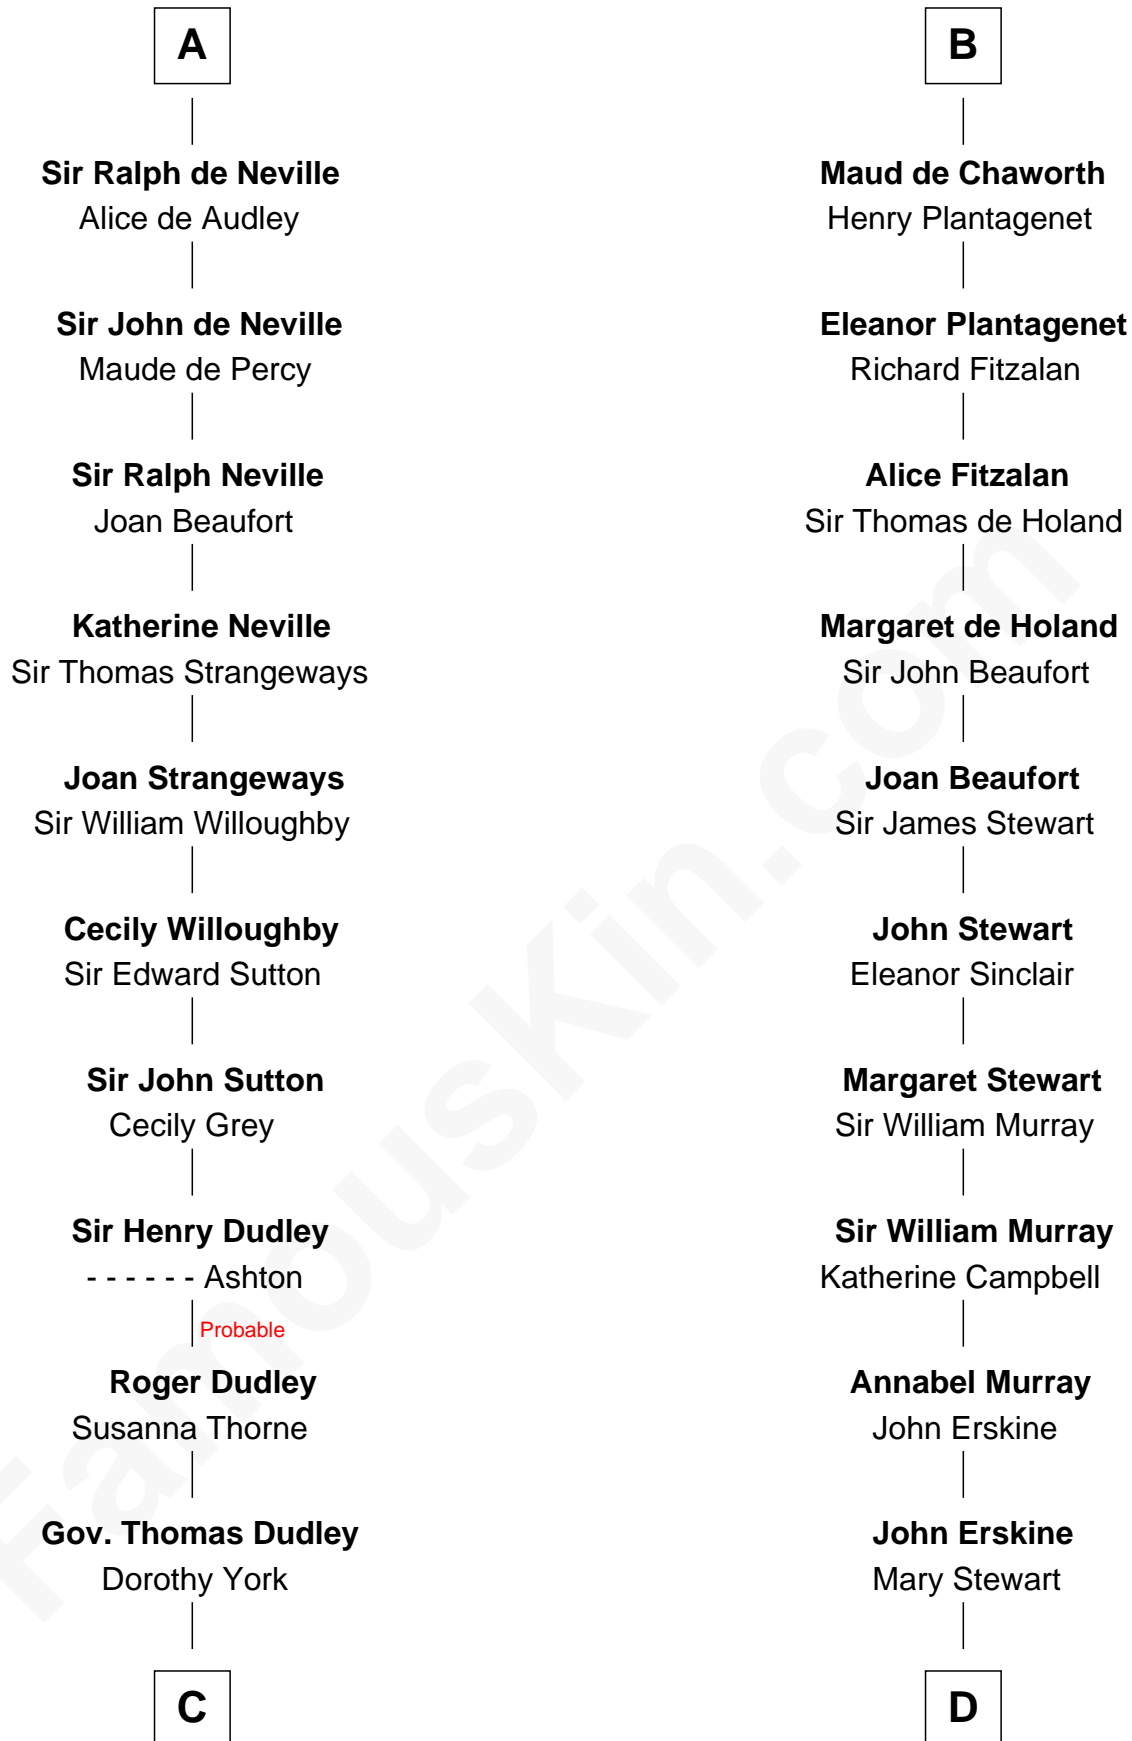 A
Sir Ralph de Neville
Alice de Audley
Sir John de Neville
Maude de Percy
Sir Ralph Neville
Joan Beaufort
Katherine Neville
Sir Thomas Strangeways
Joan Strangeways
Sir William Willoughby
Cecily Willoughby
Sir Edward Sutton
Sir John Sutton
Cecily Grey
Sir Henry Dudley
- - - - - - Ashton
Probable
Roger Dudley
Susanna Thorne
Gov. Thomas Dudley
Dorothy York
C
B
Maud de Chaworth
Henry Plantagenet
Eleanor Plantagenet
Richard Fitzalan
Alice Fitzalan
Sir Thomas de Holand
Margaret de Holand
Sir John Beaufort
Joan Beaufort
Sir James Stewart
John Stewart
Eleanor Sinclair
Margaret Stewart
Sir William Murray
Sir William Murray
Katherine Campbell
Annabel Murray
John Erskine
John Erskine
Mary Stewart
D
FamousKin.com